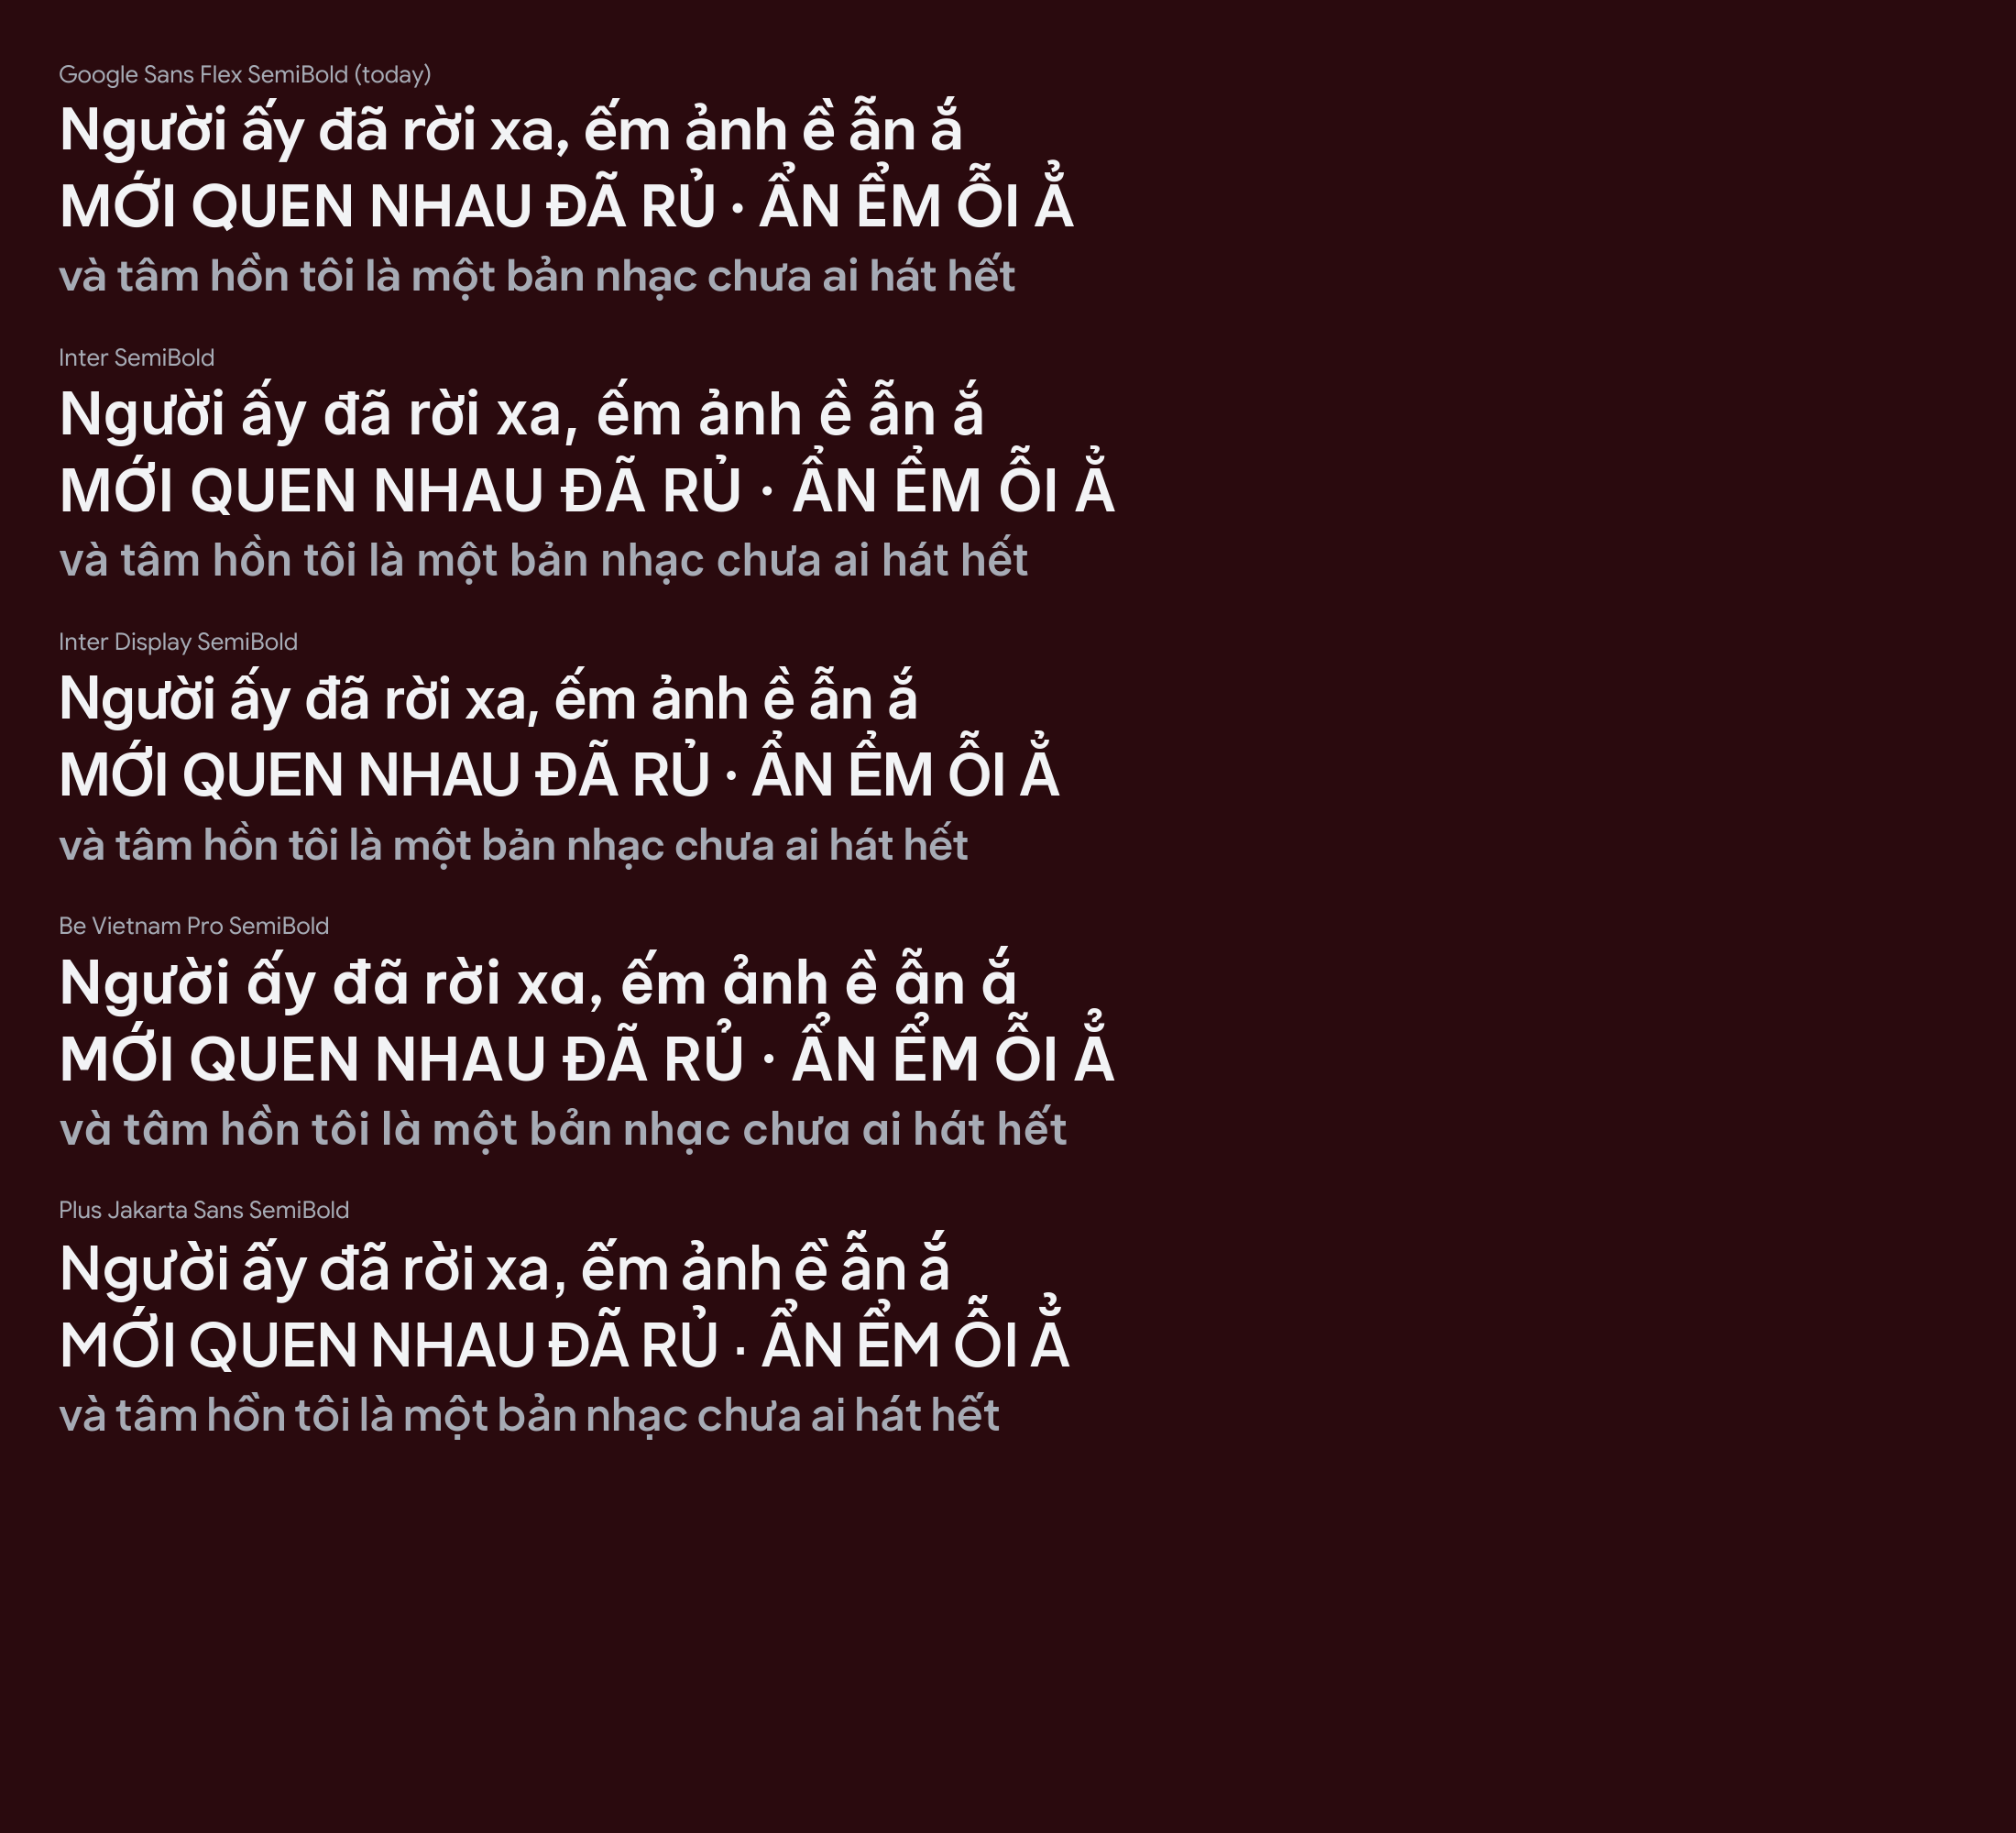 Google Sans Flex SemiBold (today)
Người ấy đã rời xa, ếm ảnh ề ẫn ắ
MỚI QUEN NHAU ĐÃ RỦ · ẨN ỂM ỖI Ẳ
và tâm hồn tôi là một bản nhạc chưa ai hát hết
Inter SemiBold
Người ấy đã rời xa, ếm ảnh ề ẫn ắ
MỚI QUEN NHAU ĐÃ RỦ · ẨN ỂM ỖI Ẳ
và tâm hồn tôi là một bản nhạc chưa ai hát hết
Inter Display SemiBold
Người ấy đã rời xa, ếm ảnh ề ẫn ắ
MỚI QUEN NHAU ĐÃ RỦ · ẨN ỂM ỖI Ẳ
và tâm hồn tôi là một bản nhạc chưa ai hát hết
Be Vietnam Pro SemiBold
Người ấy đã rời xa, ếm ảnh ề ẫn ắ
MỚI QUEN NHAU ĐÃ RỦ · ẨN ỂM ỖI Ẳ
và tâm hồn tôi là một bản nhạc chưa ai hát hết
Plus Jakarta Sans SemiBold
Người ấy đã rời xa, ếm ảnh ề ẫn ắ
MỚI QUEN NHAU ĐÃ RỦ · ẨN ỂM ỖI Ẳ
và tâm hồn tôi là một bản nhạc chưa ai hát hết